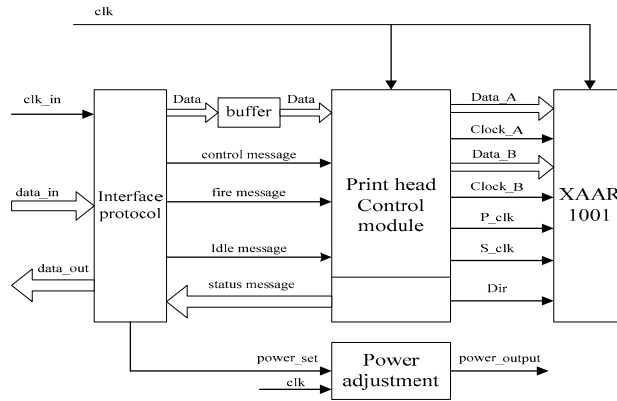 clk
clk_in
Data
buffer
Data
Data_A
control message
Clock_A
Data_B
data_in
Interface
protocol
fire message
Print head
Control
module
Clock_B
XAAR
1001
P_clk
Idle message
S_clk
data_out
status message
Dir
power_set
Power
adjustment
power_output
clk